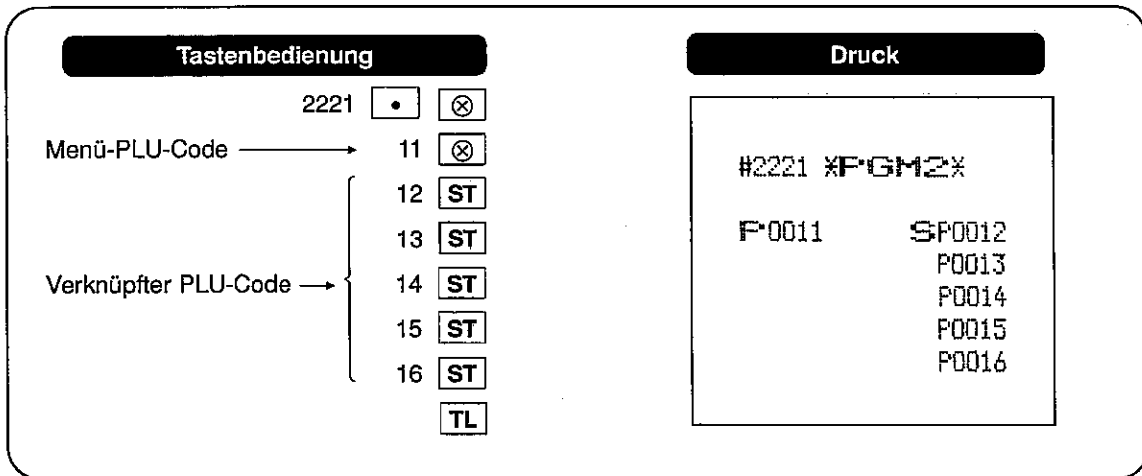 Tastenbedienung
2221 • ⊗
Menü-PLU-Code → 11 ⊗
12 ST
13 ST
Verknüpfter PLU-Code → 14 ST
15 ST
16 ST
TL
Druck
#2221 *PGM2*
P0011 SP0012
P0013
P0014
P0015
P0016